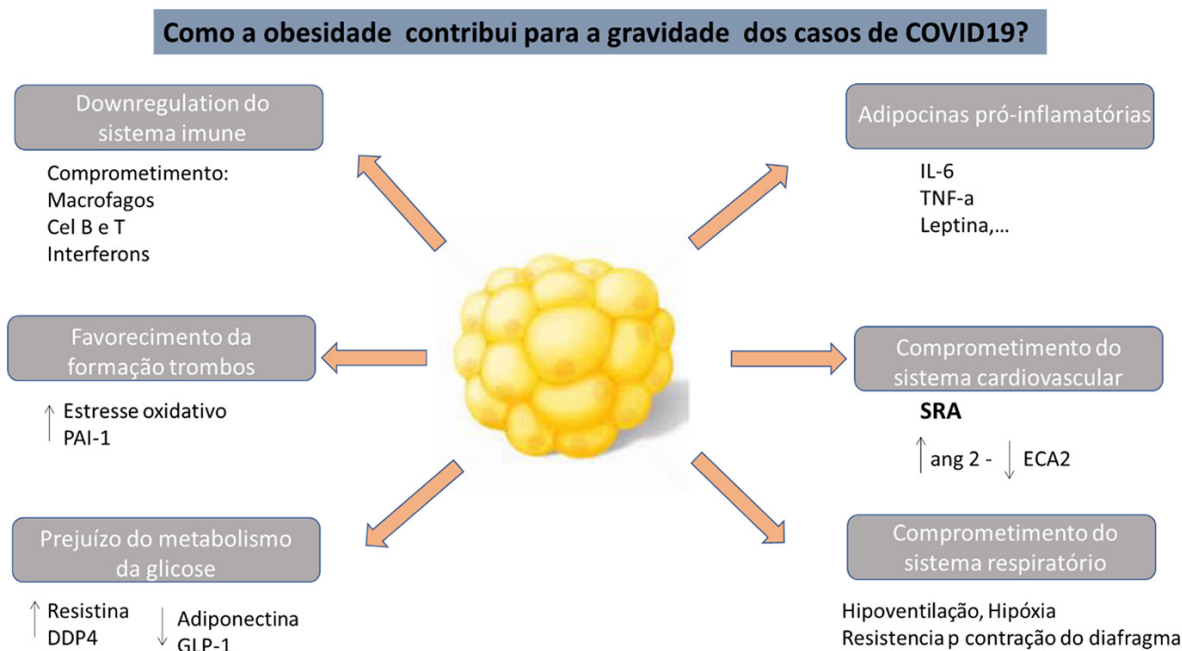 Como a obesidade contribui para a gravidade dos casos de COVID19?
Downregulation do
sistema imune
Comprometimento:
Macrofagos
Cel B e T
Interferons
Adipocinas pró-inflamatórias
IL-6
TNF-a
Leptina,...
Favorecimento da
formação trombos
↑ Estresse oxidativo
PAI-1
Comprometimento do
sistema cardiovascular
SRA
↑ ang 2 - ↓ ECA2
Prejuízo do metabolismo
da glicose
↑ Resistina
DDP4
↓ Adiponectina
GLP-1
Comprometimento do
sistema respiratório
Hipoventilação, Hipóxia
Resistencia p contração do diafragma